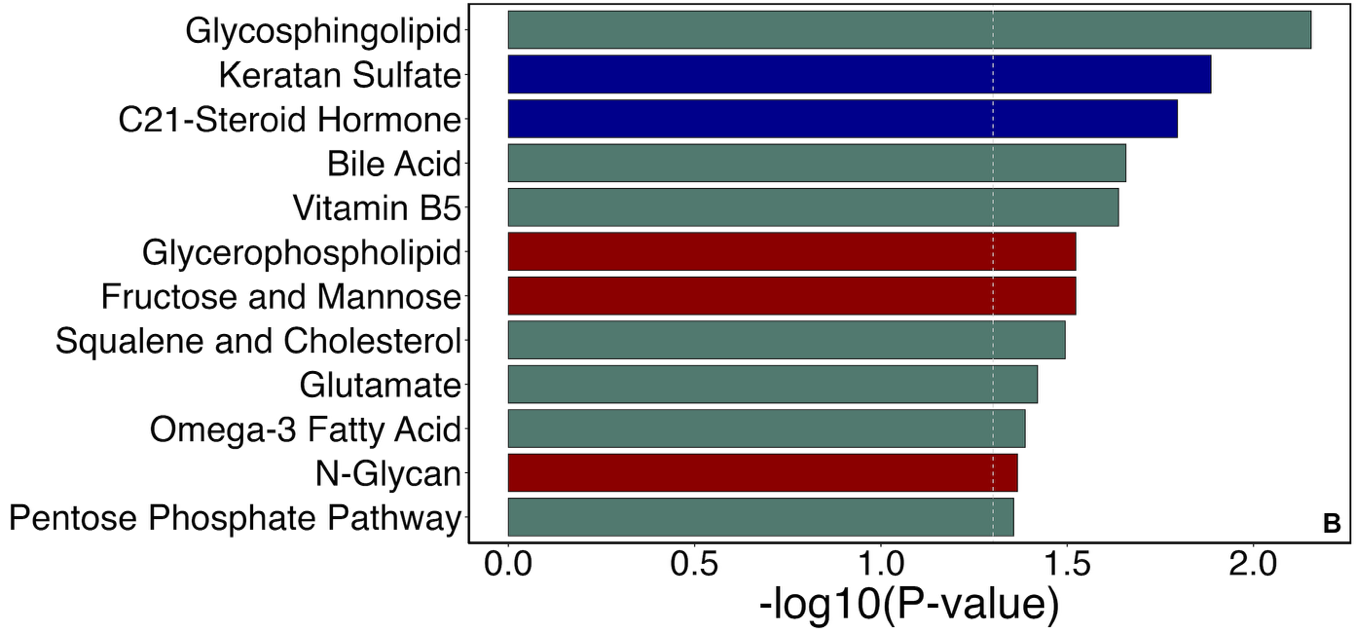 Glycosphingolipid
Keratan Sulfate
C21-Steroid Hormone
Bile Acid
Vitamin B5
Glycerophospholipid
Fructose and Mannose
Squalene and Cholesterol
Glutamate
Omega-3 Fatty Acid
N-Glycan
Pentose Phosphate Pathway
B
0.0 0.5 1.0 1.5 2.0
-log10(P-value)